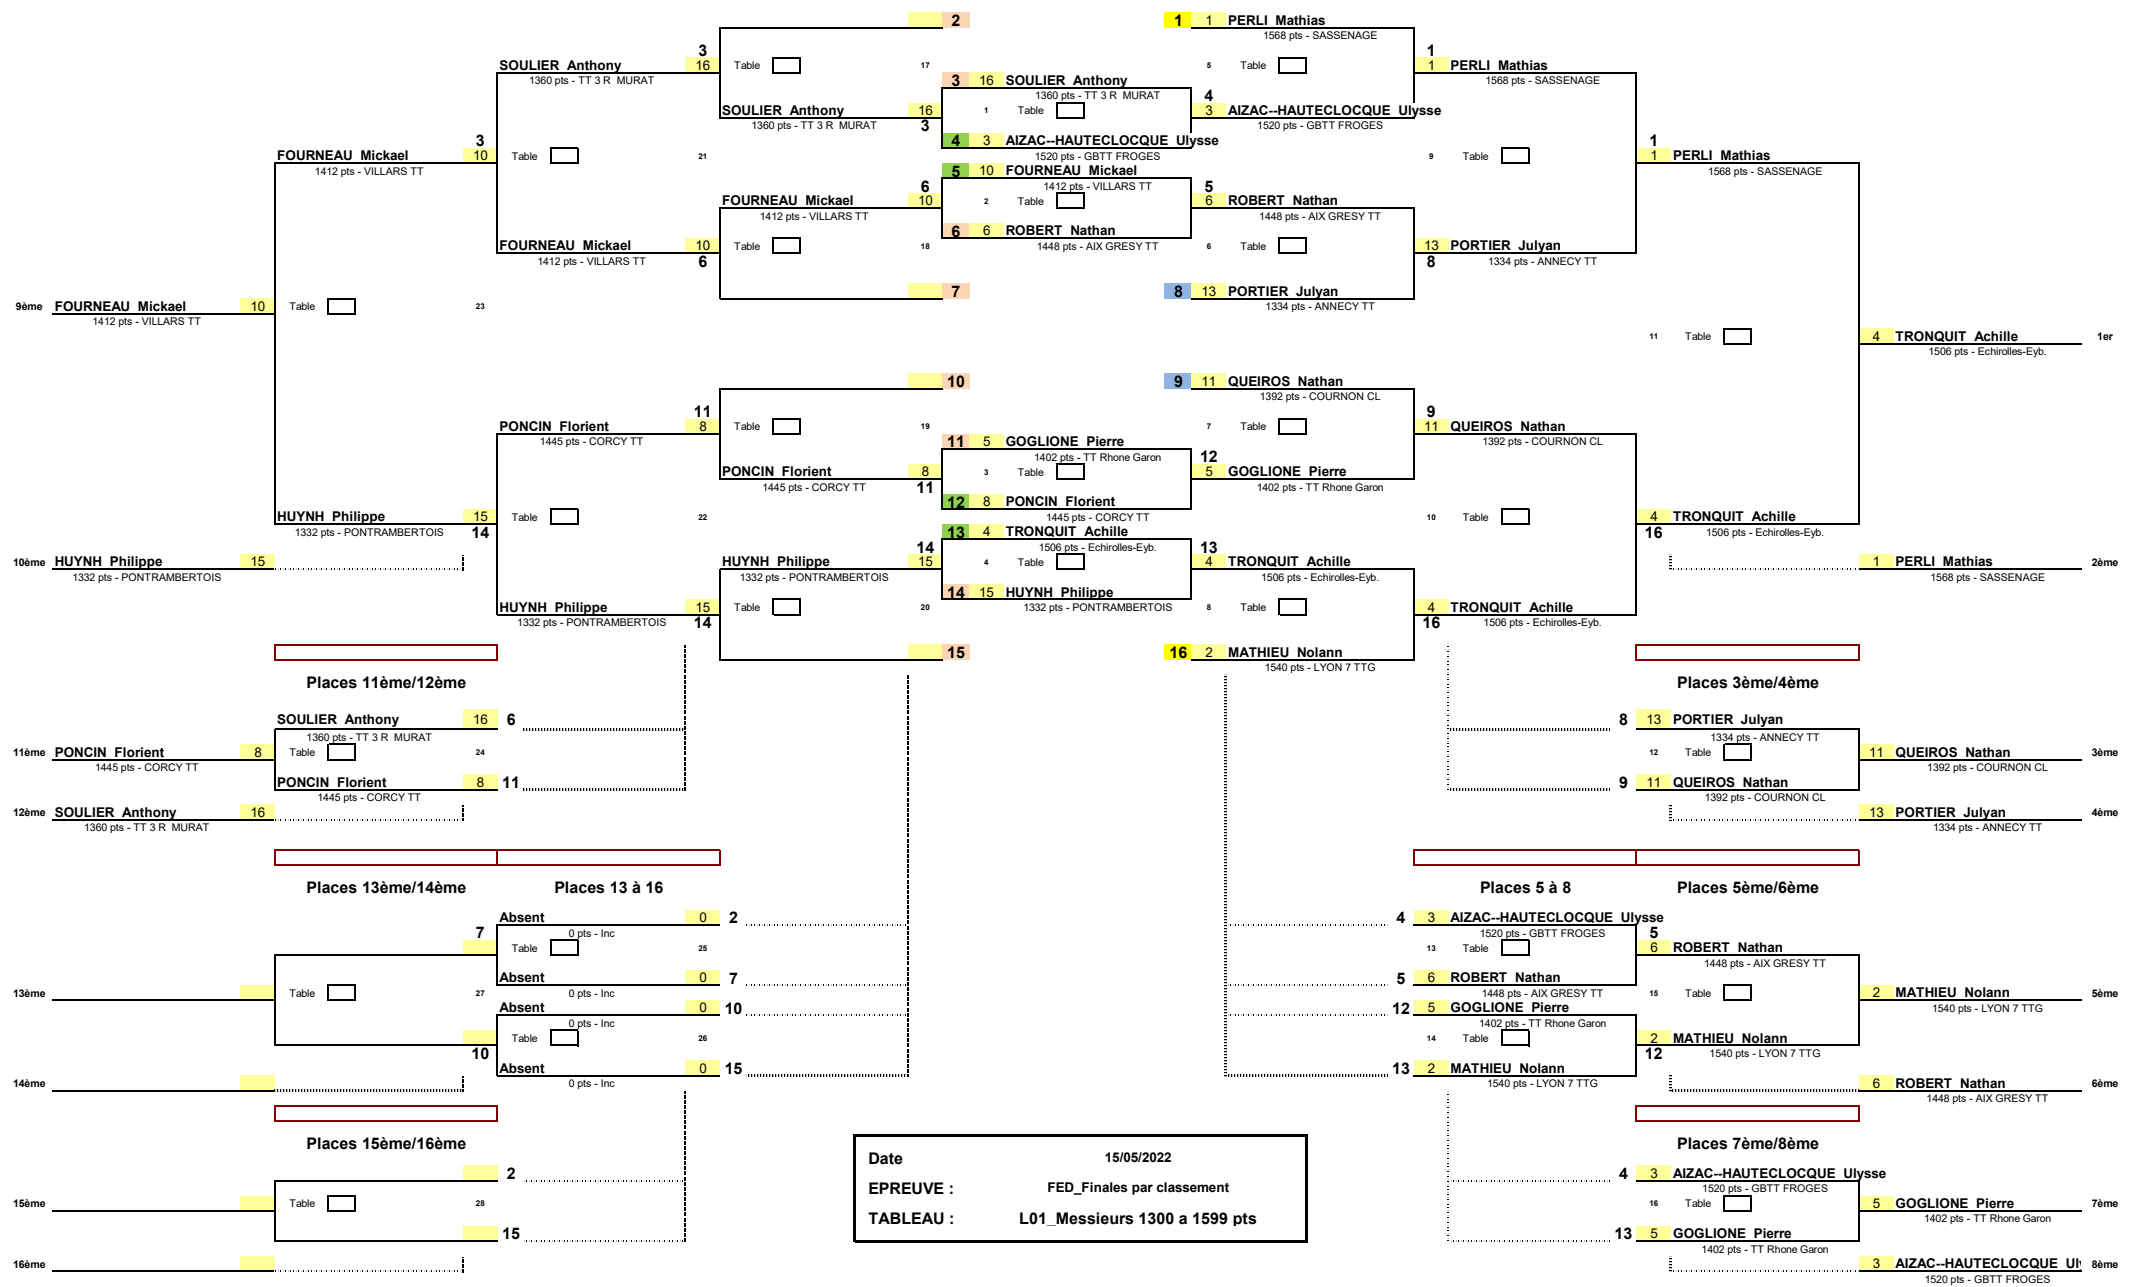 2 1 1 PERLI Mathias
1568 pts - SASSENAGE
3 1
SOULIER Anthony 16 Table 17 5 Table 1 PERLI Mathias
1360 pts - TT 3 R MURAT 3 16 SOULIER Anthony 1568 pts - SASSENAGE
1360 pts - TT 3 R MURAT 4
SOULIER Anthony 16 1 Table 3 AIZAC--HAUTECLOCQUE Ulysse
1360 pts - TT 3 R MURAT 3 1520 pts - GBTT FROGES
3 4 3 AIZAC--HAUTECLOCQUE Ulysse 1
FOURNEAU Mickael 10 Table 21 1520 pts - GBTT FROGES 9 Table 1 PERLI Mathias
1412 pts - VILLARS TT 5 10 FOURNEAU Mickael 1568 pts - SASSENAGE
6 1412 pts - VILLARS TT 5
FOURNEAU Mickael 10 2 Table 6 ROBERT Nathan
1412 pts - VILLARS TT 1448 pts - AIX GRESY TT
6 6 ROBERT Nathan
FOURNEAU Mickael 10 Table 18 1448 pts - AIX GRESY TT 6 Table 13 PORTIER Julyan
1412 pts - VILLARS TT 6 8 1334 pts - ANNECY TT
7 8 13 PORTIER Julyan
9ème FOURNEAU Mickael 10 Table 23 1334 pts - ANNECY TT
1412 pts - VILLARS TT
11 Table 4 TRONQUIT Achille 1er
1506 pts - Echirolles-Eyb.
10 9 11 QUEIROS Nathan
1392 pts - COURNON CL
11 9
PONCIN Florient 8 Table 19 7 Table 11 QUEIROS Nathan
1445 pts - CORCY TT 11 5 GOGLIONE Pierre 1392 pts - COURNON CL
1402 pts - TT Rhone Garon 12
PONCIN Florient 8 3 Table 5 GOGLIONE Pierre
1445 pts - CORCY TT 11 1402 pts - TT Rhone Garon
12 8 PONCIN Florient
HUYNH Philippe 15 Table 22 1445 pts - CORCY TT 10 Table 4 TRONQUIT Achille
1332 pts - PONTRAMBERTOIS 14 13 4 TRONQUIT Achille 16 1506 pts - Echirolles-Eyb.
14 1506 pts - Echirolles-Eyb. 13
10ème HUYNH Philippe 15 HUYNH Philippe 15 4 Table 4 TRONQUIT Achille 1 PERLI Mathias 2ème
1332 pts - PONTRAMBERTOIS 1332 pts - PONTRAMBERTOIS 1506 pts - Echirolles-Eyb. 1568 pts - SASSENAGE
14 15 HUYNH Philippe
HUYNH Philippe 15 Table 20 1332 pts - PONTRAMBERTOIS 8 Table 4 TRONQUIT Achille
1332 pts - PONTRAMBERTOIS 14 16 1506 pts - Echirolles-Eyb.
15 16 2 MATHIEU Nolann
1540 pts - LYON 7 TTG
Places 11ème/12ème Places 3ème/4ème
SOULIER Anthony 16 6 8 13 PORTIER Julyan
1360 pts - TT 3 R MURAT 1334 pts - ANNECY TT
11ème PONCIN Florient 8 Table 24 12 Table 11 QUEIROS Nathan 3ème
1445 pts - CORCY TT 1392 pts - COURNON CL
PONCIN Florient 8 11 9 11 QUEIROS Nathan
1445 pts - CORCY TT 1392 pts - COURNON CL
12ème SOULIER Anthony 16 13 PORTIER Julyan 4ème
1360 pts - TT 3 R MURAT 1334 pts - ANNECY TT
Places 13ème/14ème Places 13 à 16 Places 5 à 8 Places 5ème/6ème
Absent 0 2 4 3 AIZAC--HAUTECLOCQUE Ulysse
7 0 pts - Inc 1520 pts - GBTT FROGES 5
Table 25 13 Table 6 ROBERT Nathan
1448 pts - AIX GRESY TT
Absent 0 7 5 6 ROBERT Nathan
13ème Table 27 0 pts - Inc 1448 pts - AIX GRESY TT 15 Table 2 MATHIEU Nolann 5ème
Absent 0 10 12 5 GOGLIONE Pierre 1540 pts - LYON 7 TTG
0 pts - Inc 1402 pts - TT Rhone Garon
Table 26 14 Table 2 MATHIEU Nolann
10 12 1540 pts - LYON 7 TTG
Absent 0 15 13 2 MATHIEU Nolann
14ème 0 pts - Inc 1540 pts - LYON 7 TTG 6 ROBERT Nathan 6ème
1448 pts - AIX GRESY TT
Places 15ème/16ème Places 7ème/8ème
Date 15/05/2022
2 4 3 AIZAC--HAUTECLOCQUE Ulysse
EPREUVE : FED_Finales par classement 1520 pts - GBTT FROGES
15ème Table 28 16 Table 5 GOGLIONE Pierre 7ème
TABLEAU : L01_Messieurs 1300 a 1599 pts 1402 pts - TT Rhone Garon
15 13 5 GOGLIONE Pierre
1402 pts - TT Rhone Garon
16ème 3 AIZAC--HAUTECLOCQUE Ul 8ème
1520 pts - GBTT FROGES